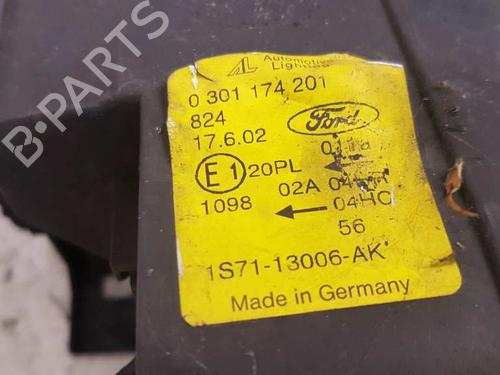 Automotive
Lighting
0 301 174 201
824
17.6.02
Ford
E1
20PL
02A
1098
04HC
56
1S71-13006-AK
Made in Germany
B-PARTS